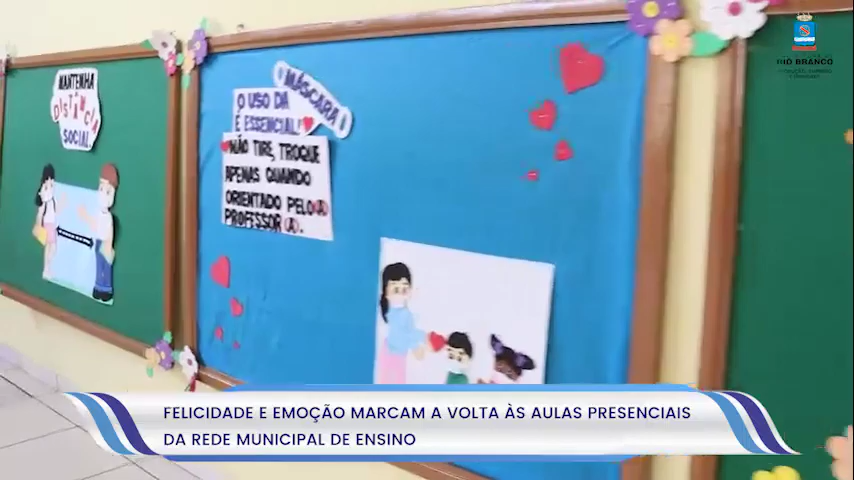 MANTENHA
DISTÂNCIA
SOCIAL
O USO DA
MÁSCARA
É ESSENCIAL!
NÃO TIRE, TROQUE
APENAS QUANDO
ORIENTADO PELO(A)
PROFESSOR(A).
RIO BRANCO
FELICIDADE E EMOÇÃO MARCAM A VOLTA ÀS AULAS PRESENCIAIS
DA REDE MUNICIPAL DE ENSINO